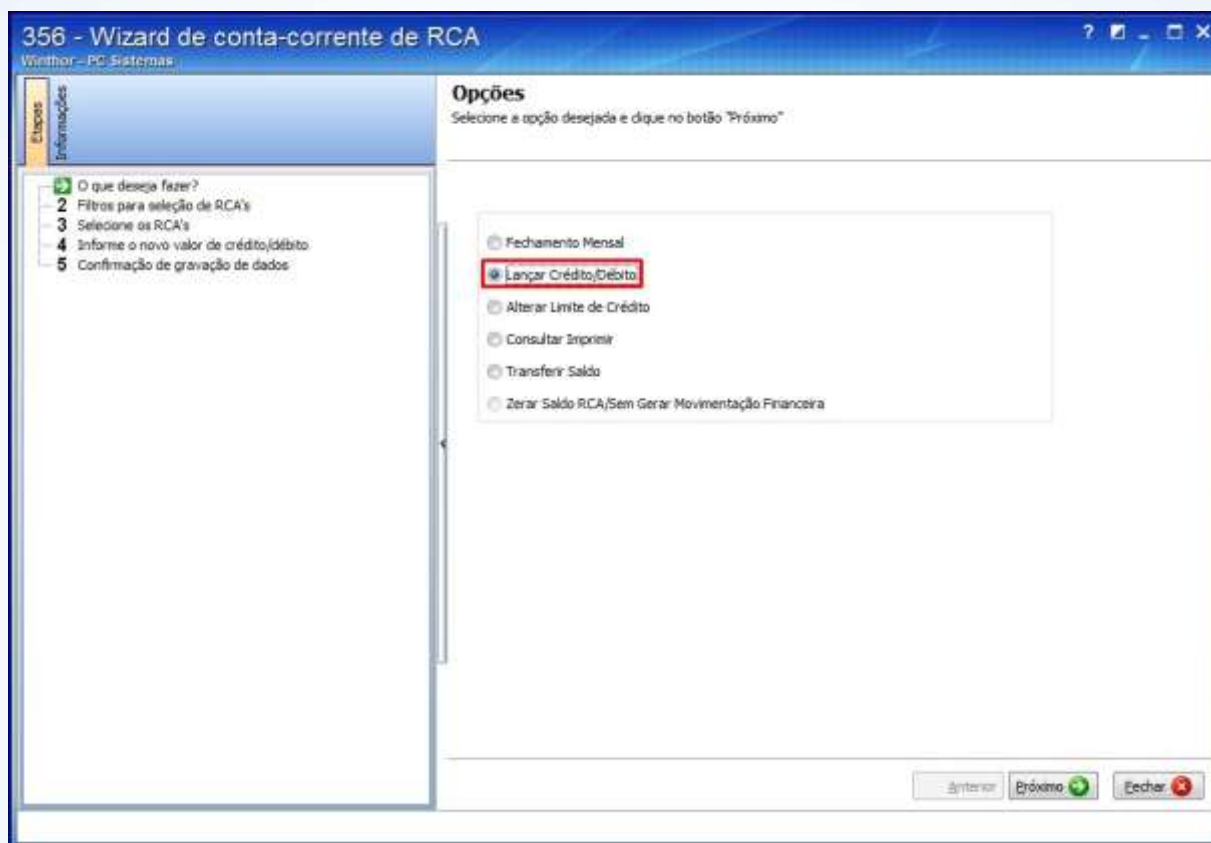 356 - Wizard de conta-corrente de RCA
Winthor - PC Sistemas
Etapas
Informações
Opções
Selecione a opção desejada e clique no botão "Próximo"
O que deseja fazer?
2 Filtros para seleção de RCA's
3 Selecione os RCA's
4 Informe o novo valor de crédito/débito
5 Confirmação de gravação de dados
Fechamento Mensal
Lançar Crédito/Débito
Alterar Limite de Crédito
Consultar Imprimir
Transferir Saldo
Zerar Saldo RCA/Sem Gerar Movimentação Financeira
Anterior Próximo Fechar